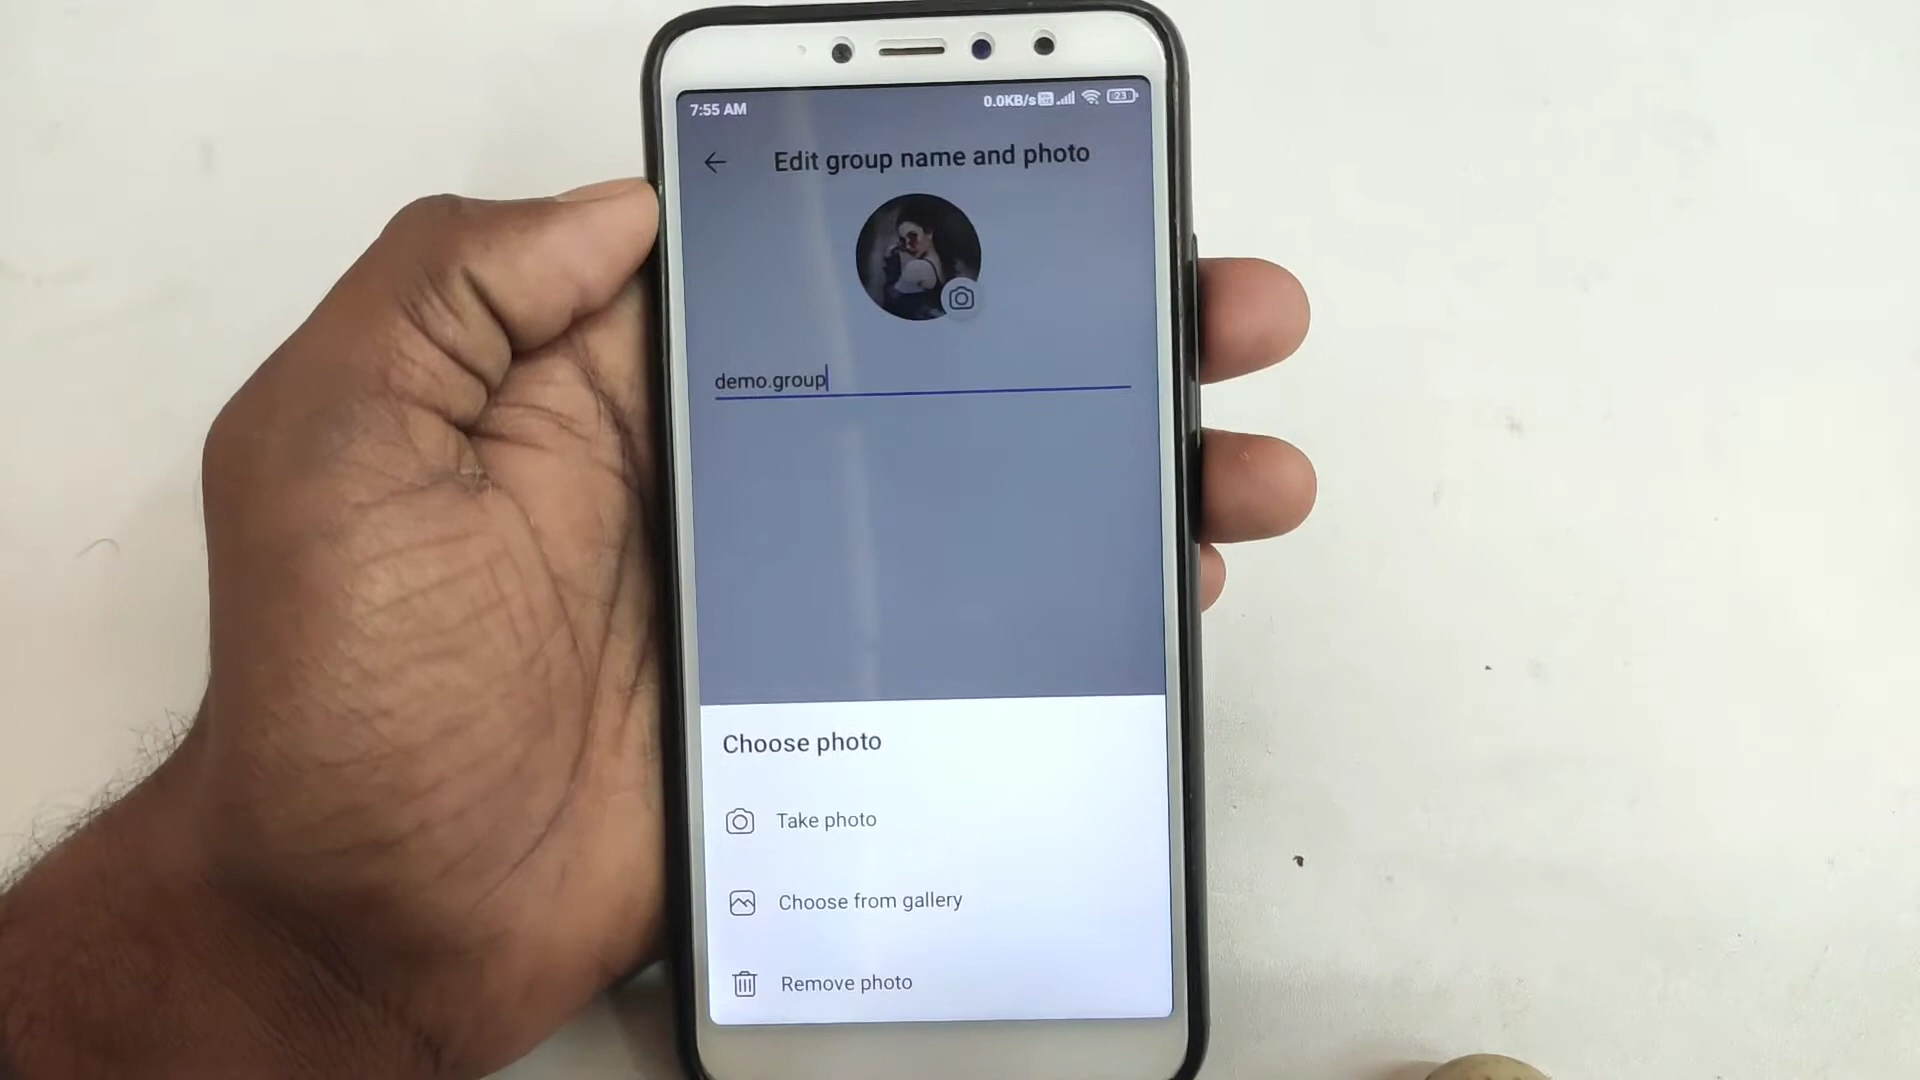 7:55 AM 0.0KB/s 23
Edit group name and photo
demo.group
Choose photo
Take photo
Choose from gallery
Remove photo